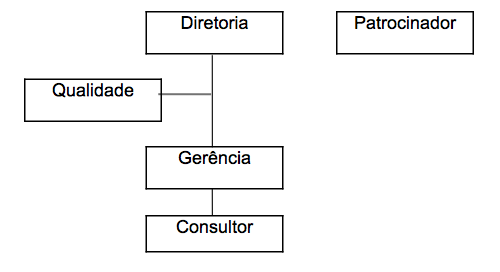 Diretoria
Patrocinador
Qualidade
Gerência
Consultor